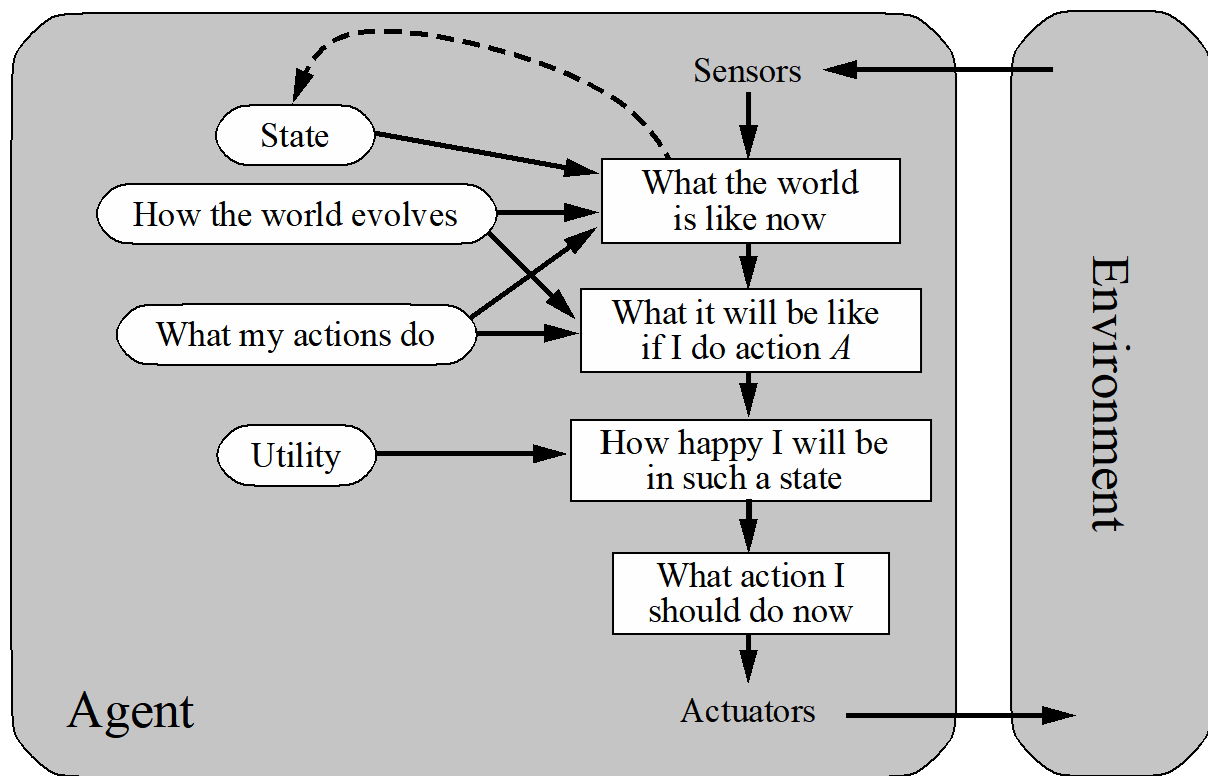 Sensors
State
What the world
is like now
How the world evolves
What it will be like
if I do action A
What my actions do
How happy I will be
in such a state
Utility
What action I
should do now
Agent
Actuators
Environment